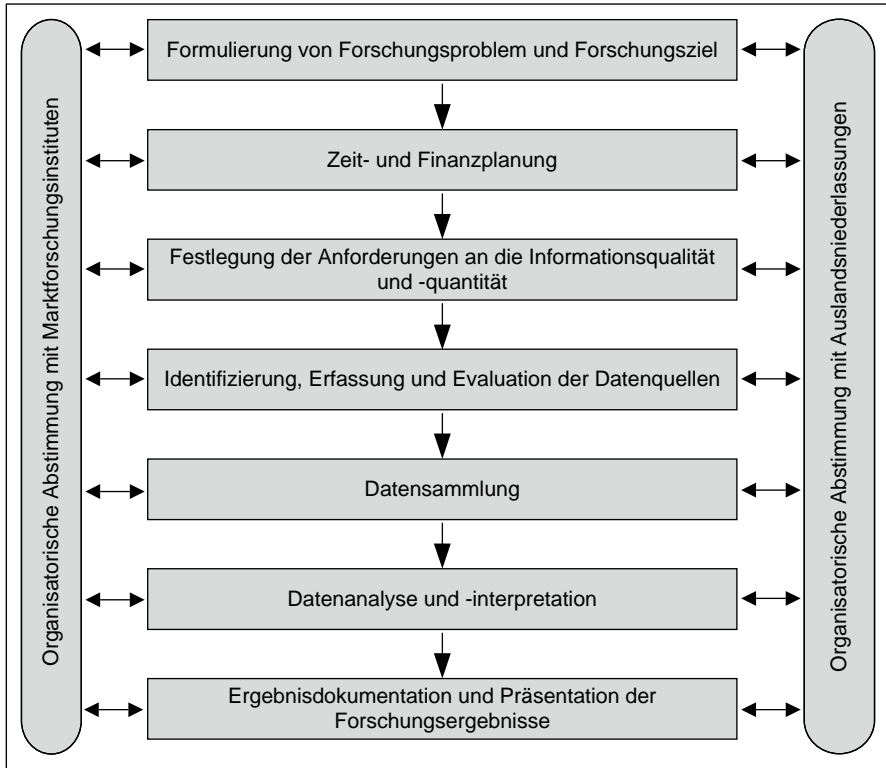 Organisatorische Abstimmung mit Marktforschungsinstituten
Formulierung von Forschungsproblem und Forschungsziel
Zeit- und Finanzplanung
Festlegung der Anforderungen an die Informationsqualität
und -quantität
Identifizierung, Erfassung und Evaluation der Datenquellen
Datensammlung
Datenanalyse und -interpretation
Ergebnisdokumentation und Präsentation der
Forschungsergebnisse
Organisatorische Abstimmung mit Auslandsniederlassungen